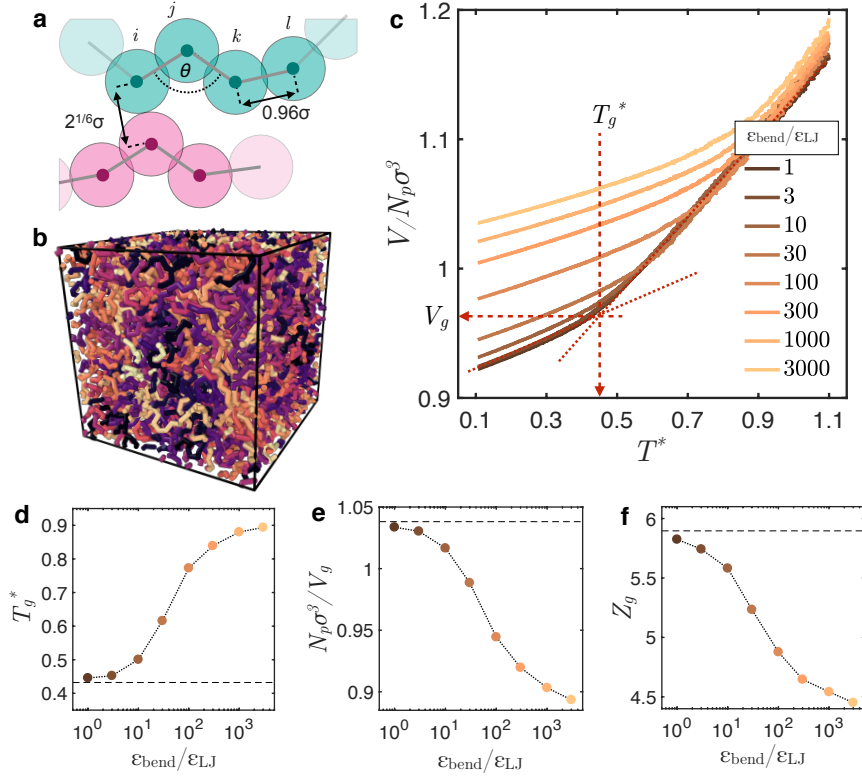 a
i
j
k
l
θ
2^{1/6}σ
0.96σ
b
c
V/N_pσ^3
1.2
1.1
1
0.9
V_g
T_g^*
0.1
0.3
0.5
0.7
0.9
1.1
T^*
ε_bend/ε_LJ
1
3
10
30
100
300
1000
3000
d
T_g^*
0.9
0.8
0.7
0.6
0.5
0.4
10^0
10^1
10^2
10^3
ε_bend/ε_LJ
e
N_pσ^3/V_g
1.05
1
0.95
0.9
10^0
10^1
10^2
10^3
ε_bend/ε_LJ
f
Z_g
6
5.5
5
4.5
10^0
10^1
10^2
10^3
ε_bend/ε_LJ